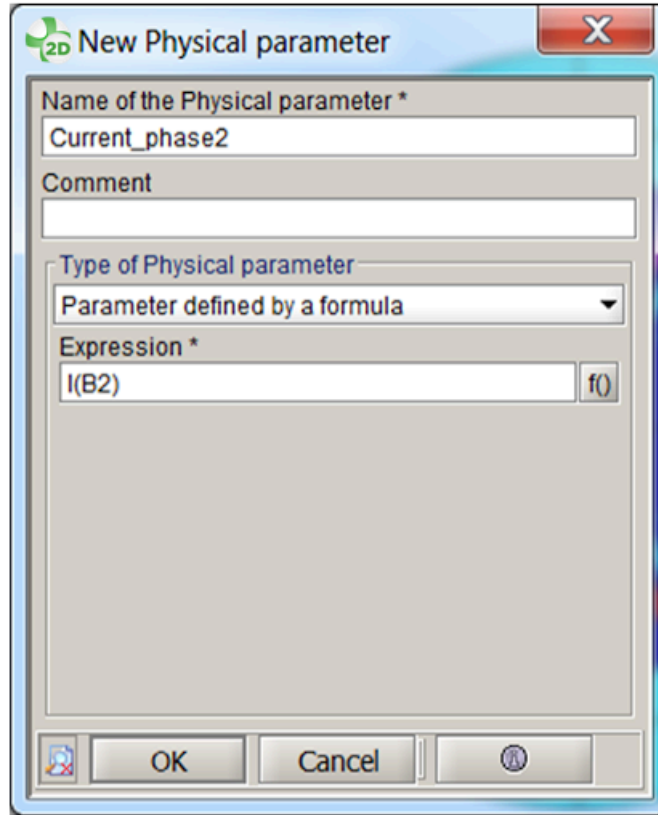 2D New Physical parameter
Name of the Physical parameter *
Current_phase2
Comment
Type of Physical parameter
Parameter defined by a formula
Expression *
I(B2) f()
OK Cancel